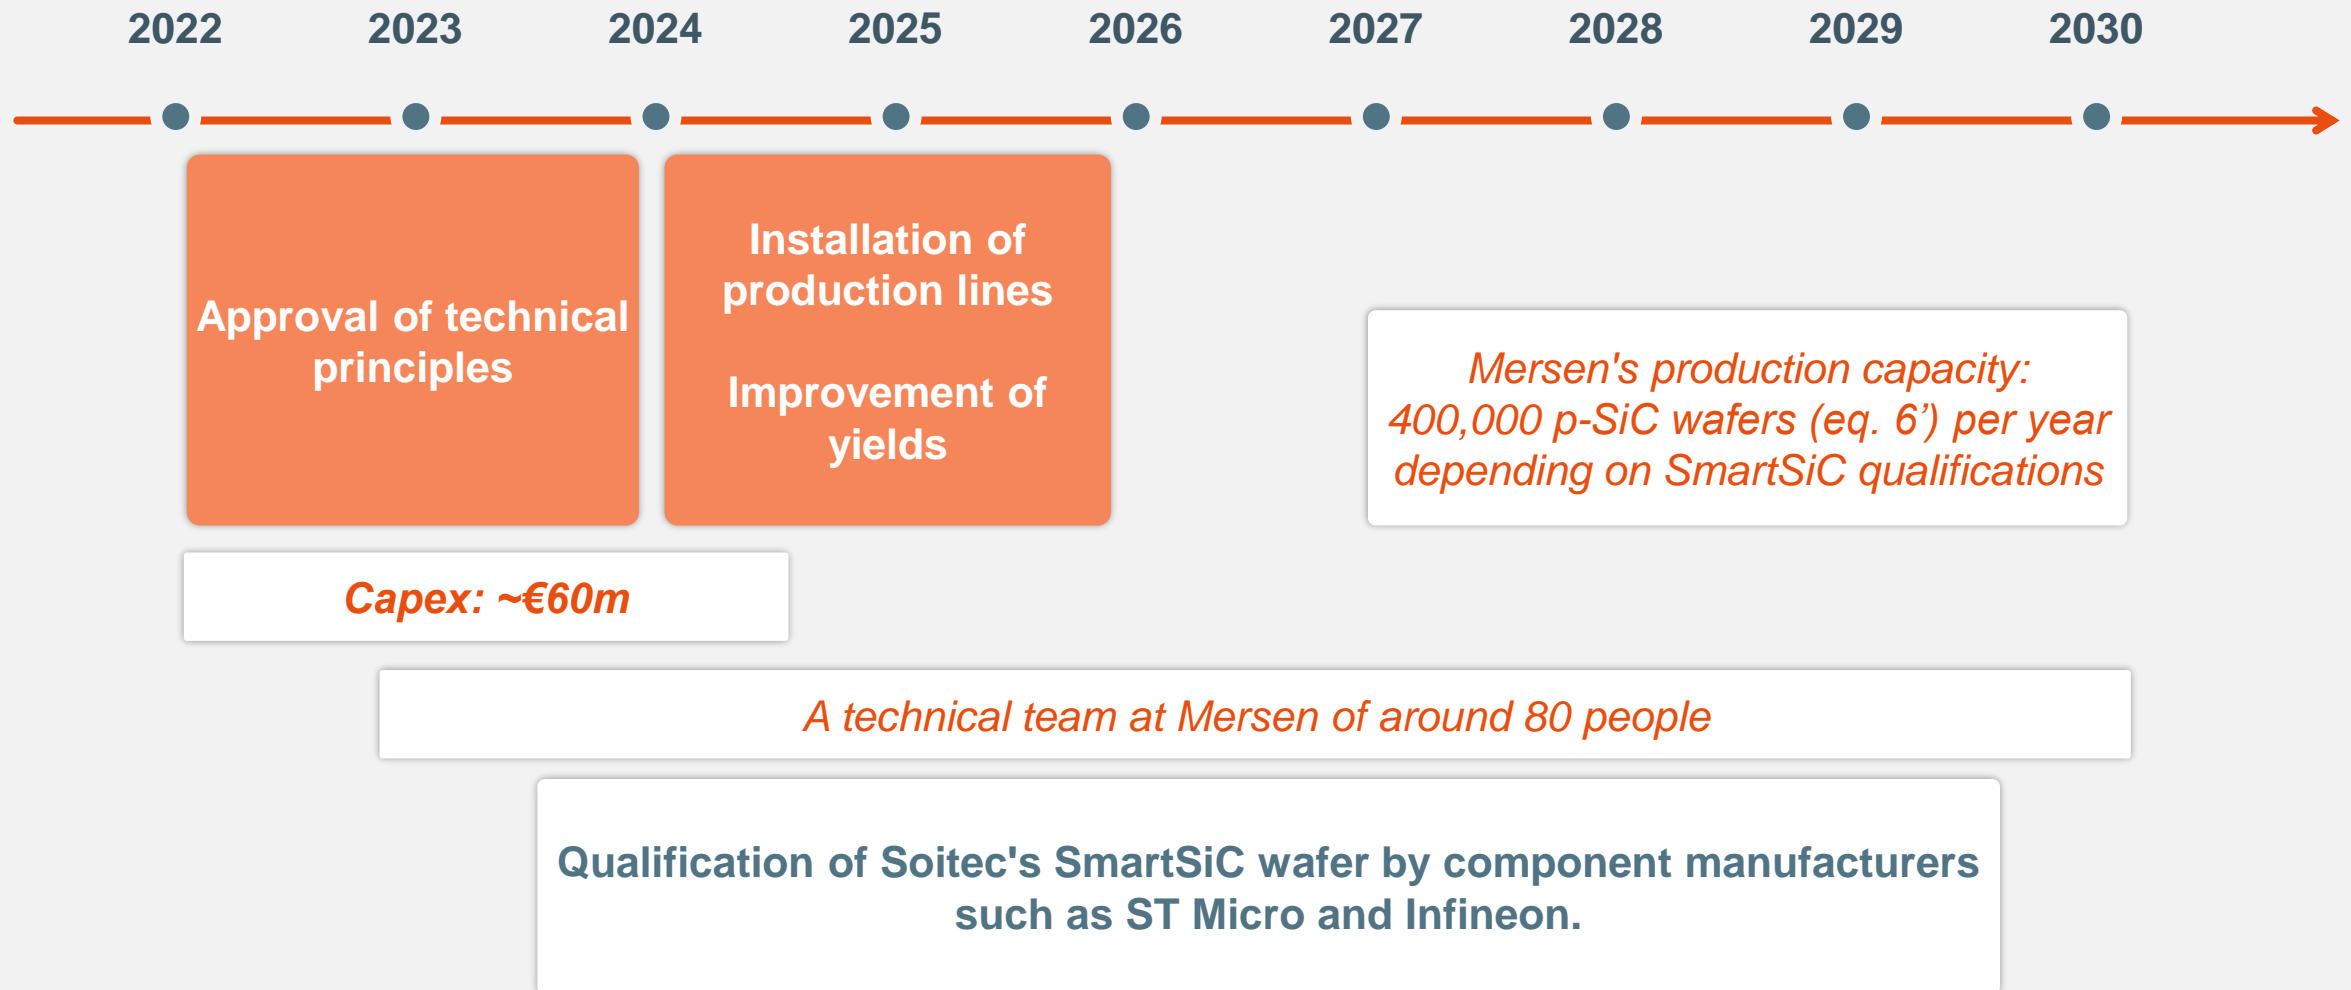 2022 2023 2024 2025 2026 2027 2028 2029 2030
Approval of technical
principles
Installation of
production lines
Improvement of
yields
Mersen's production capacity:
400,000 p-SiC wafers (eq. 6’) per year
depending on SmartSiC qualifications
Capex: ~€60m
A technical team at Mersen of around 80 people
Qualification of Soitec's SmartSiC wafer by component manufacturers
such as ST Micro and Infineon.